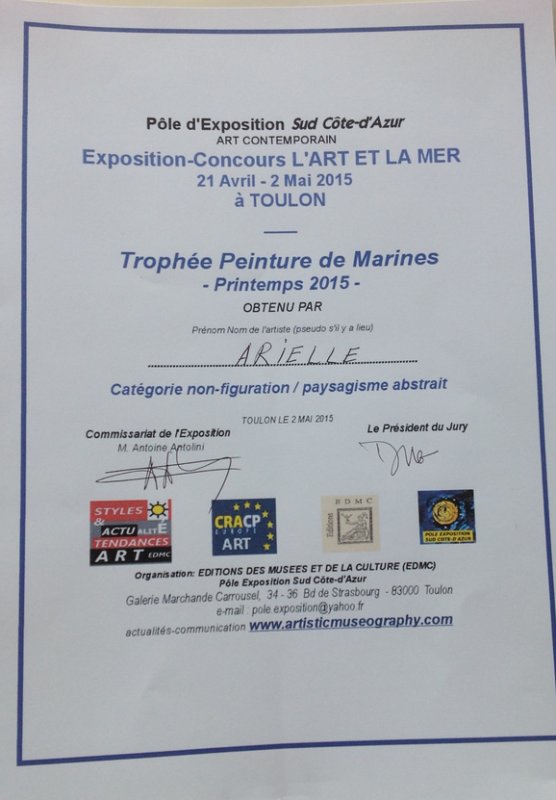 Pôle d'Exposition Sud Côte-d'Azur
ART CONTEMPORAIN
Exposition-Concours L'ART ET LA MER
21 Avril - 2 Mai 2015
à TOULON
Trophée Peinture de Marines
- Printemps 2015 -
OBTENU PAR
Prénom Nom de l'artiste (pseudo s'il y a lieu)
ARIELLE
Catégorie non-figuration / paysagisme abstrait
TOULON LE 2 MAI 2015
Commissariat de l'Exposition
M. Antoine Antolini
Le Président du Jury
STYLES
& ACTUALITÉ
TENDANCES
ART EDMC
CRACP
EUROPE
ART
Editions
EDMC
POLE EXPOSITION
SUD CÔTE-D'AZUR
Organisation: EDITIONS DES MUSEES ET DE LA CULTURE (EDMC)
Pôle Exposition Sud Côte-d'Azur
Galerie Marchande Carrousel, 34 - 36 Bd de Strasbourg - 83000 Toulon
e-mail : pole.exposition@yahoo.fr
actualités-communication www.artisticmuseography.com